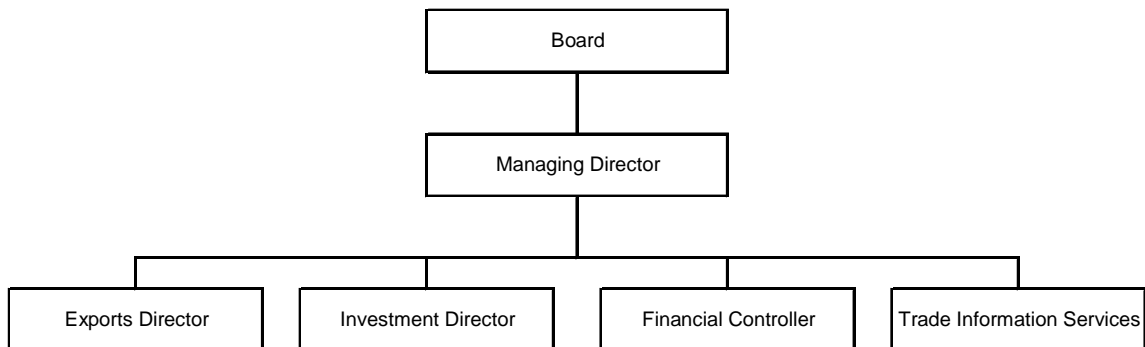 Board
Managing Director
Exports Director
Investment Director
Financial Controller
Trade Information Services